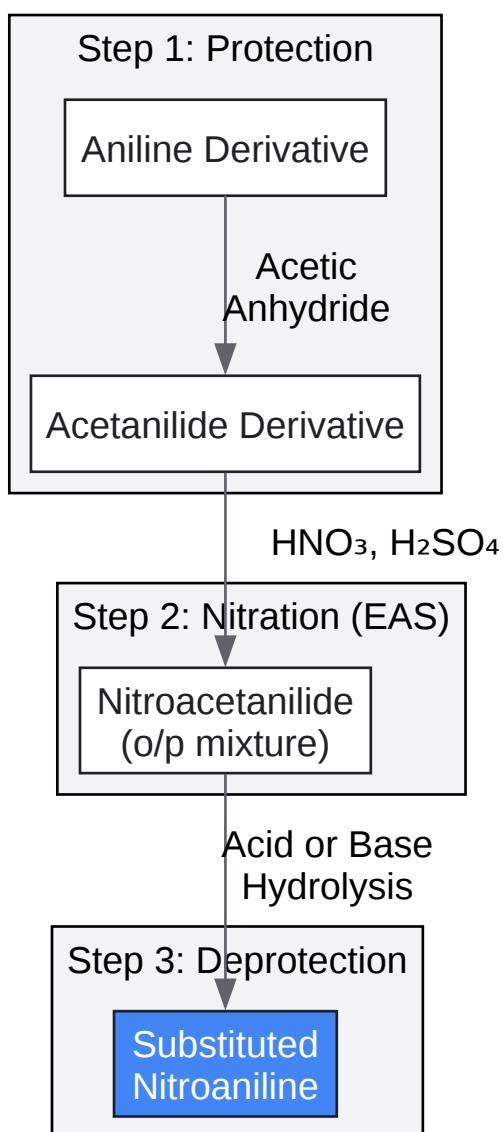 Step 1: Protection
Aniline Derivative
Acetic
Anhydride
Acetanilide Derivative
HNO₃, H₂SO₄
Step 2: Nitration (EAS)
Nitroacetanilide
(o/p mixture)
Acid or Base
Hydrolysis
Step 3: Deprotection
Substituted
Nitroaniline